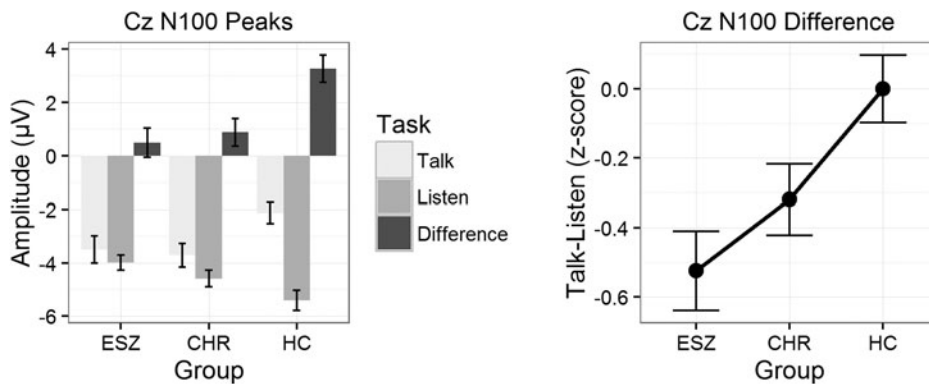 Cz N100 Peaks
Amplitude (µV)
4
2
0
-2
-4
-6
ESZ
CHR
HC
Group
Task
Talk
Listen
Difference
Cz N100 Difference
Talk-Listen (z-score)
0.0
-0.2
-0.4
-0.6
ESZ
CHR
HC
Group